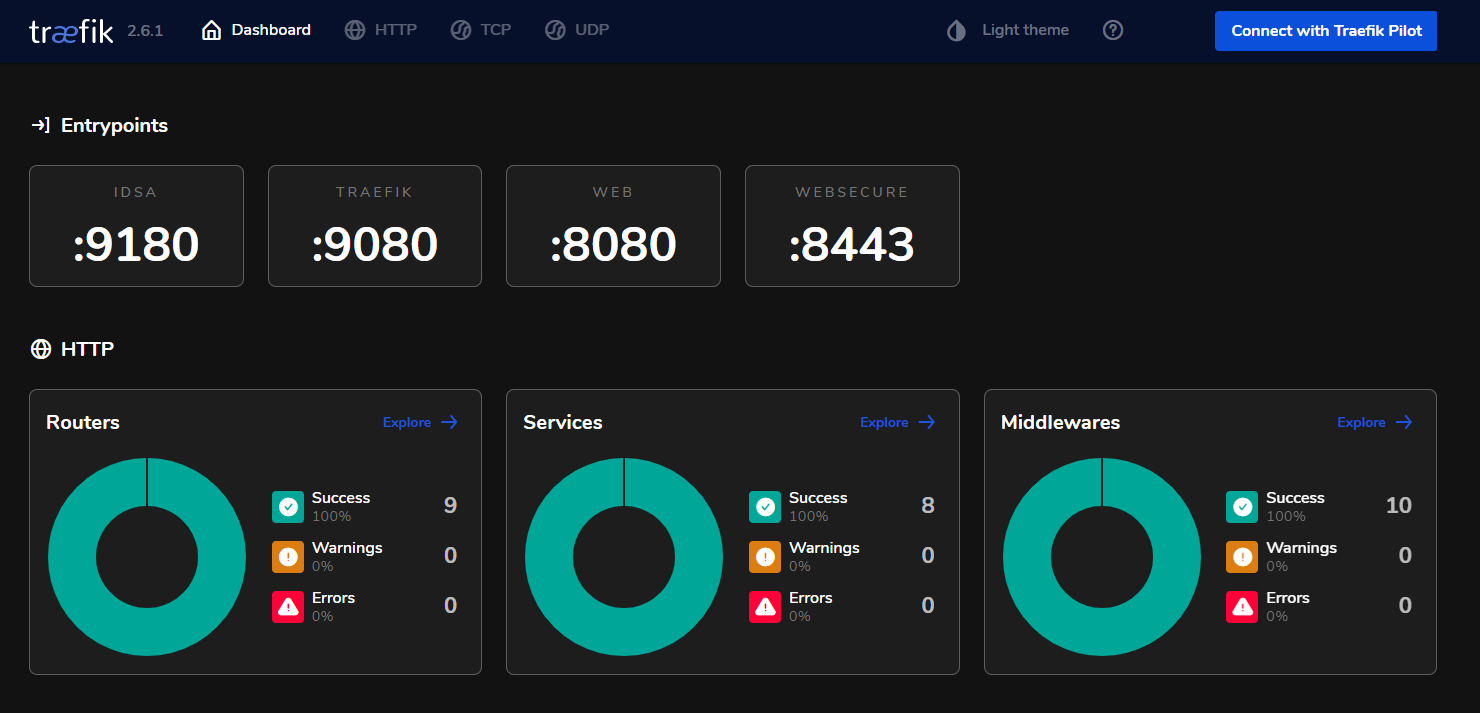 træfik 2.6.1 Dashboard HTTP TCP UDP Light theme Connect with Traefik Pilot
Entrypoints
IDSA TRAEFIK WEB WEBSECURE
:9180 :9080 :8080 :8443
HTTP
Routers Explore
Success 9
100%
Warnings 0
0%
Errors 0
0%
Services Explore
Success 8
100%
Warnings 0
0%
Errors 0
0%
Middlewares Explore
Success 10
100%
Warnings 0
0%
Errors 0
0%